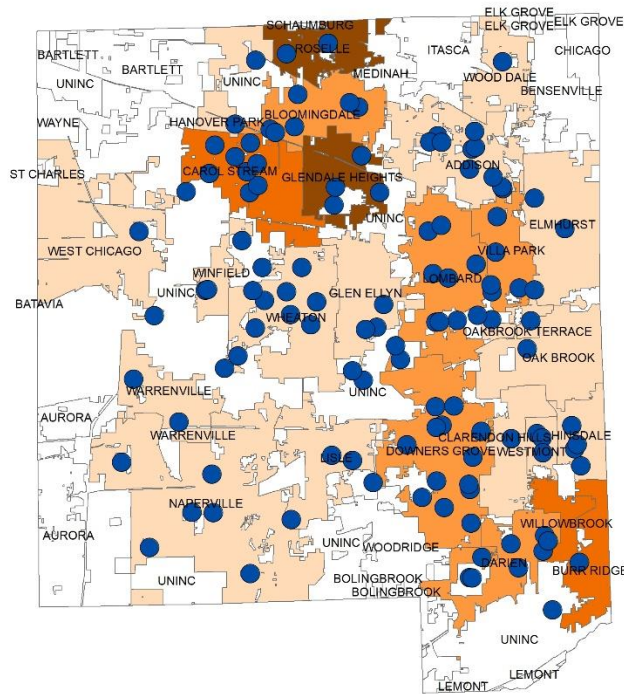 ELK GROVE
SCHAUMBURG
ELK GROVE
ELK GROVE
BARTLETT
ROSELLE
ITASCA
CHICAGO
BARTLETT
MEDINAH
UNINC
UNINC
WOOD DALE
BENSENVILLE
WAYNE
HANOVER PARK
BLOOMINGDALE
ADDISON
ST CHARLES
CAROL STREAM
GLENDALE HEIGHTS
UNINC
ELMHURST
WEST CHICAGO
VILLA PARK
WINFIELD
LOMBARD
UNINC
GLEN ELLYN
BATAVIA
WHEATON
OAKBROOK TERRACE
OAK BROOK
WARRENVILLE
UNINC
AURORA
WARRENVILLE
CLARENDON HILLS
HINSDALE
LISLE
DOWNERS GROVE
WESTMONT
NAPERVILLE
WILLOWBROOK
AURORA
UNINC
WOODRIDGE
DARIEN
BURR RIDGE
UNINC
BOLINGBROOK
BOLINGBROOK
UNINC
LEMONT
LEMONT